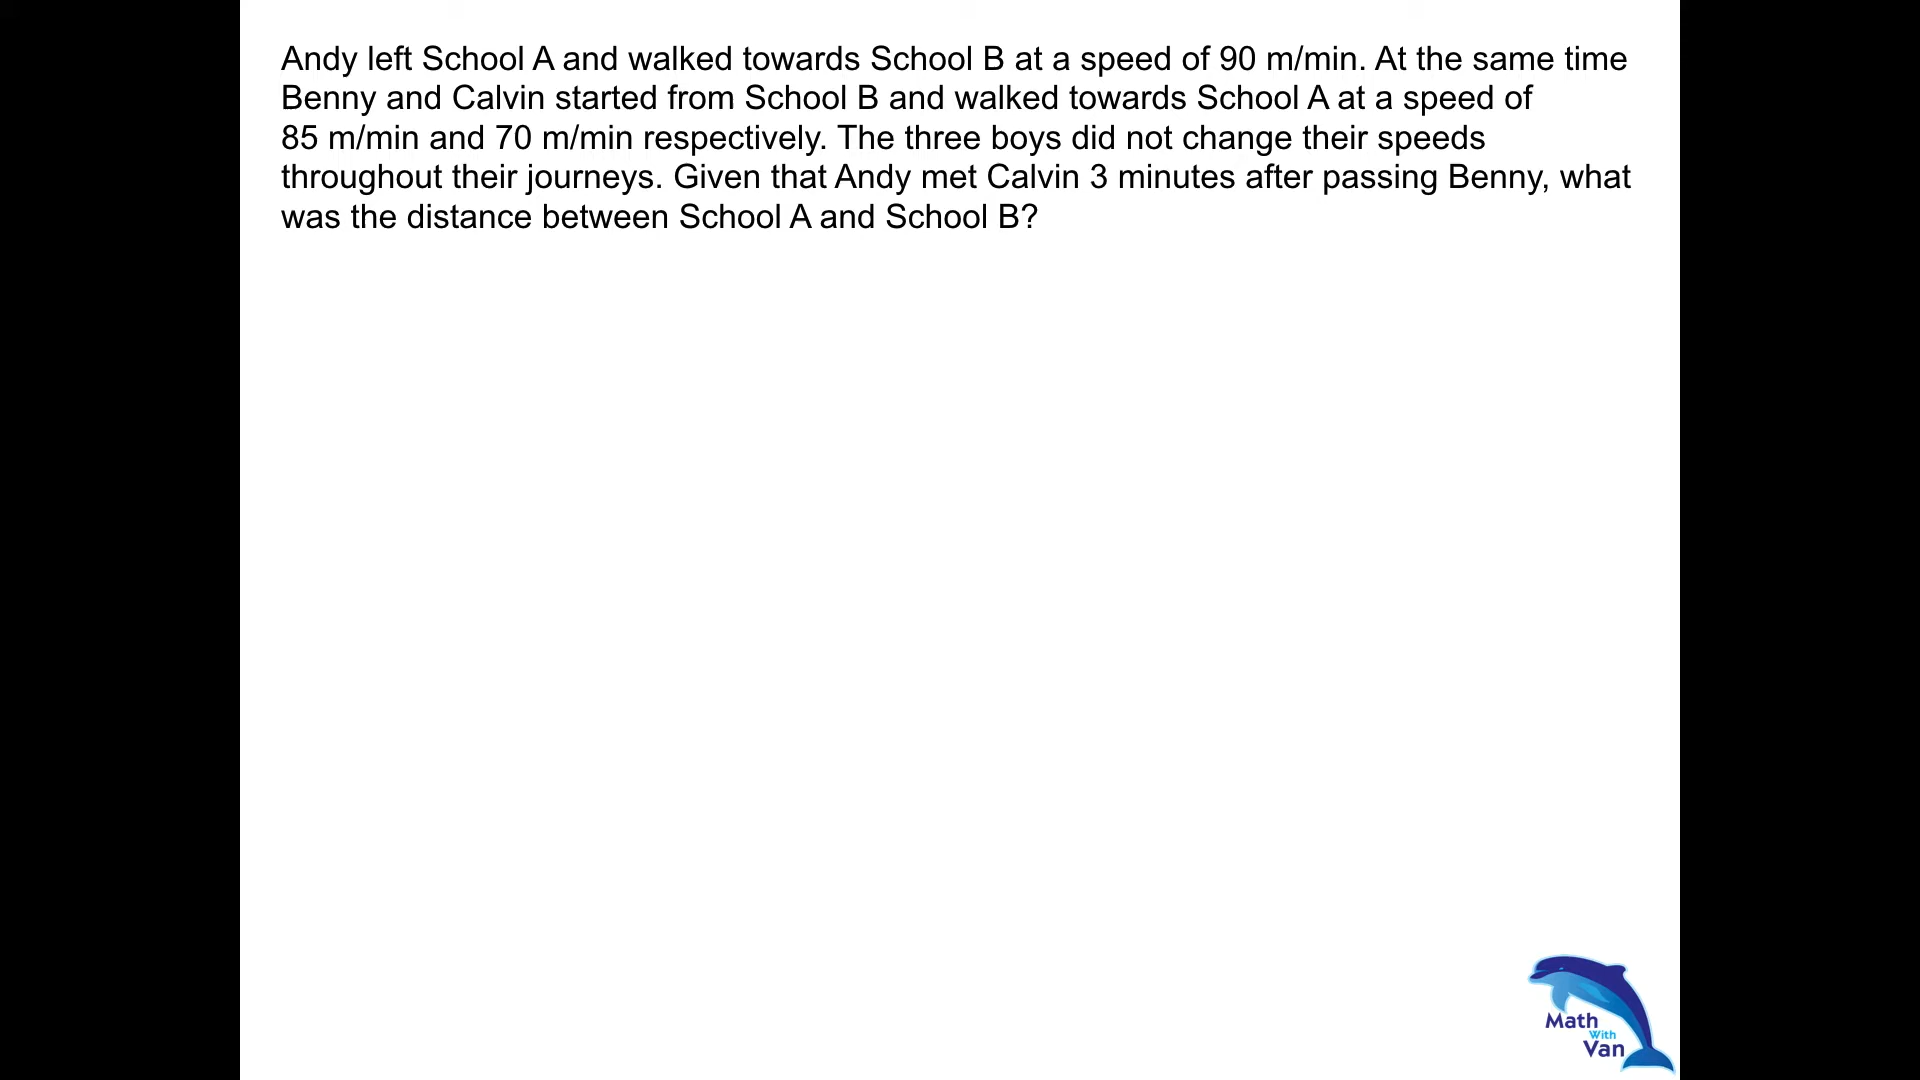 Andy left School A and walked towards School B at a speed of 90 m/min. At the same time
Benny and Calvin started from School B and walked towards School A at a speed of
85 m/min and 70 m/min respectively. The three boys did not change their speeds
throughout their journeys. Given that Andy met Calvin 3 minutes after passing Benny, what
was the distance between School A and School B?
Math
With
Van